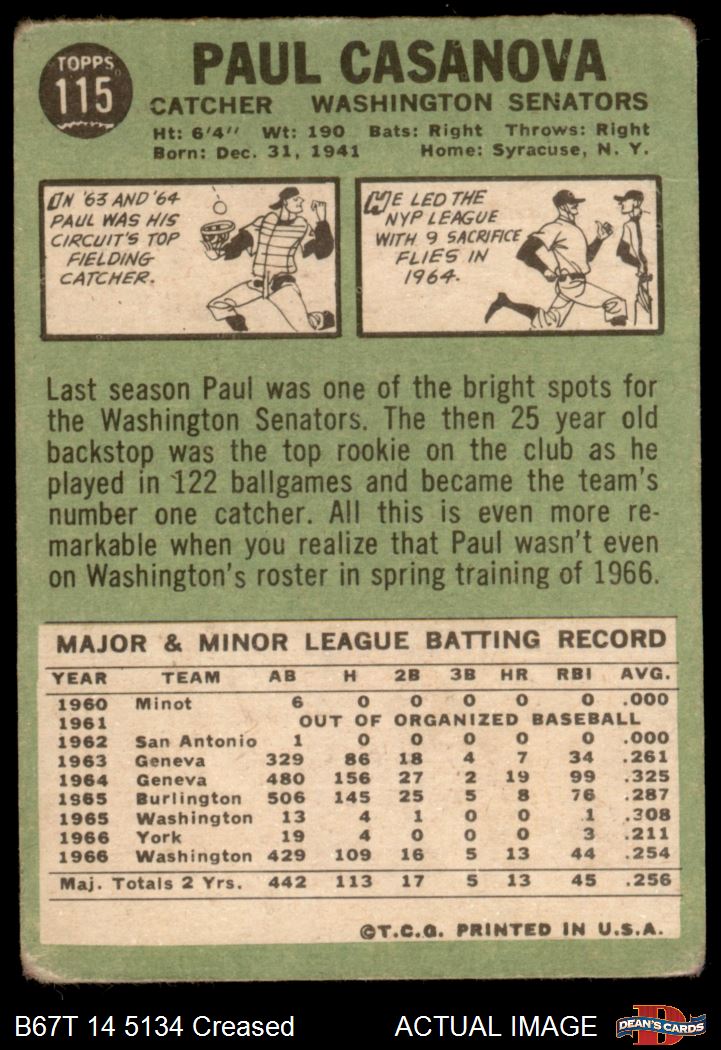 TOPPS
115
PAUL CASANOVA
CATCHER WASHINGTON SENATORS
Ht: 6'4" Wt: 190 Bats: Right Throws: Right
Born: Dec. 31, 1941 Home: Syracuse, N. Y.
IN '63 AND '64
PAUL WAS HIS
CIRCUIT'S TOP
FIELDING
CATCHER.
HE LED THE
NYP LEAGUE
WITH 9 SACRIFICE
FLIES IN
1964.
Last season Paul was one of the bright spots for
the Washington Senators. The then 25 year old
backstop was the top rookie on the club as he
played in 122 ballgames and became the team's
number one catcher. All this is even more re-
markable when you realize that Paul wasn't even
on Washington's roster in spring training of 1966.
MAJOR & MINOR LEAGUE BATTING RECORD
YEAR TEAM AB H 2B 3B HR RBI AVG.
1960 Minot 6 0 0 0 0 0 .000
1961 OUT OF ORGANIZED BASEBALL
1962 San Antonio 1 0 0 0 0 0 .000
1963 Geneva 329 86 18 4 7 34 .261
1964 Geneva 480 156 27 2 19 99 .325
1965 Burlington 506 145 25 5 8 76 .287
1965 Washington 13 4 1 0 0 1 .308
1966 York 19 4 0 0 0 3 .211
1966 Washington 429 109 16 5 13 44 .254
Maj. Totals 2 Yrs. 442 113 17 5 13 45 .256
©T.C.G. PRINTED IN U.S.A.
B67T 14 5134 Creased ACTUAL IMAGE
DEAN'S CARDS